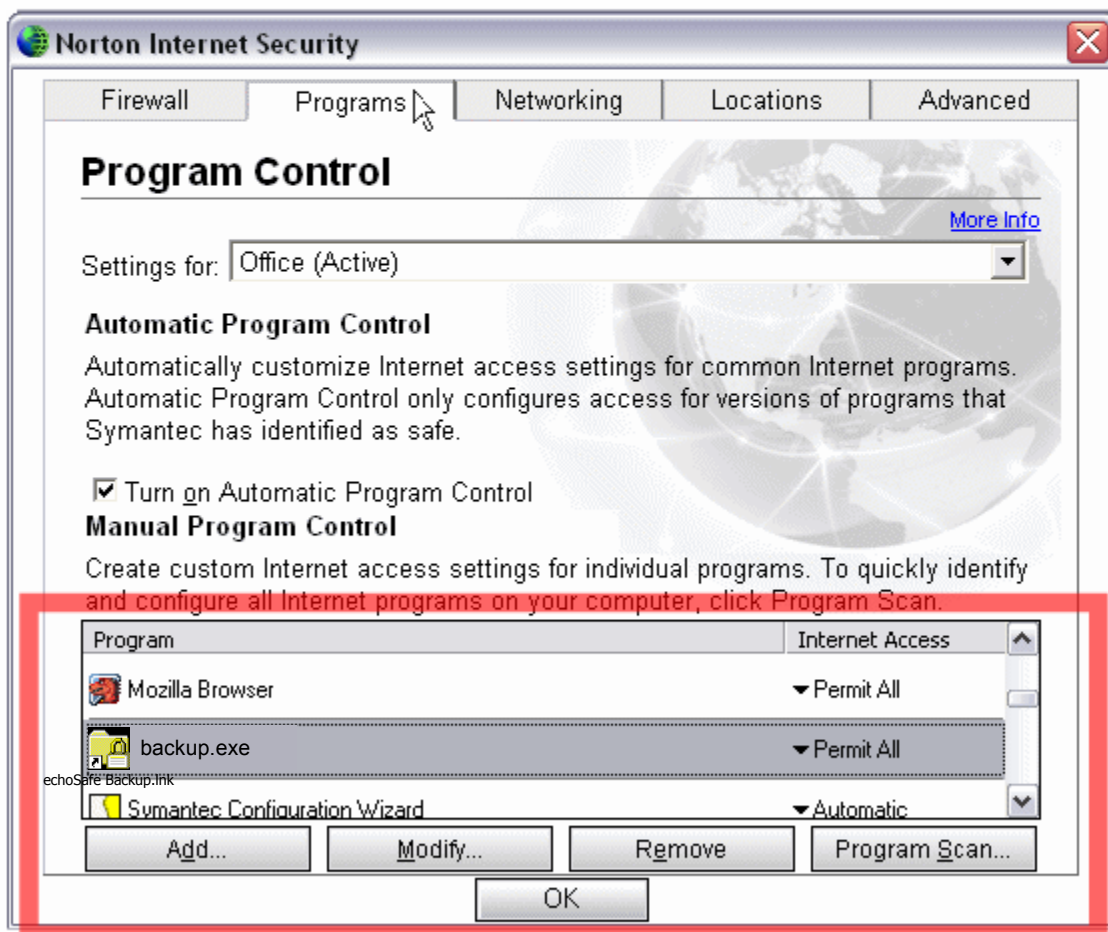 Norton Internet Security
Firewall Programs Networking Locations Advanced
Program Control
More Info
Settings for: Office (Active)
Automatic Program Control
Automatically customize Internet access settings for common Internet programs.
Automatic Program Control only configures access for versions of programs that
Symantec has identified as safe.
Turn on Automatic Program Control
Manual Program Control
Create custom Internet access settings for individual programs. To quickly identify
and configure all Internet programs on your computer, click Program Scan.
Program Internet Access
Mozilla Browser Permit All
backup.exe Permit All
echoSafe Backup.lnk
Symantec Configuration Wizard Automatic
Add... Modify... Remove Program Scan...
OK